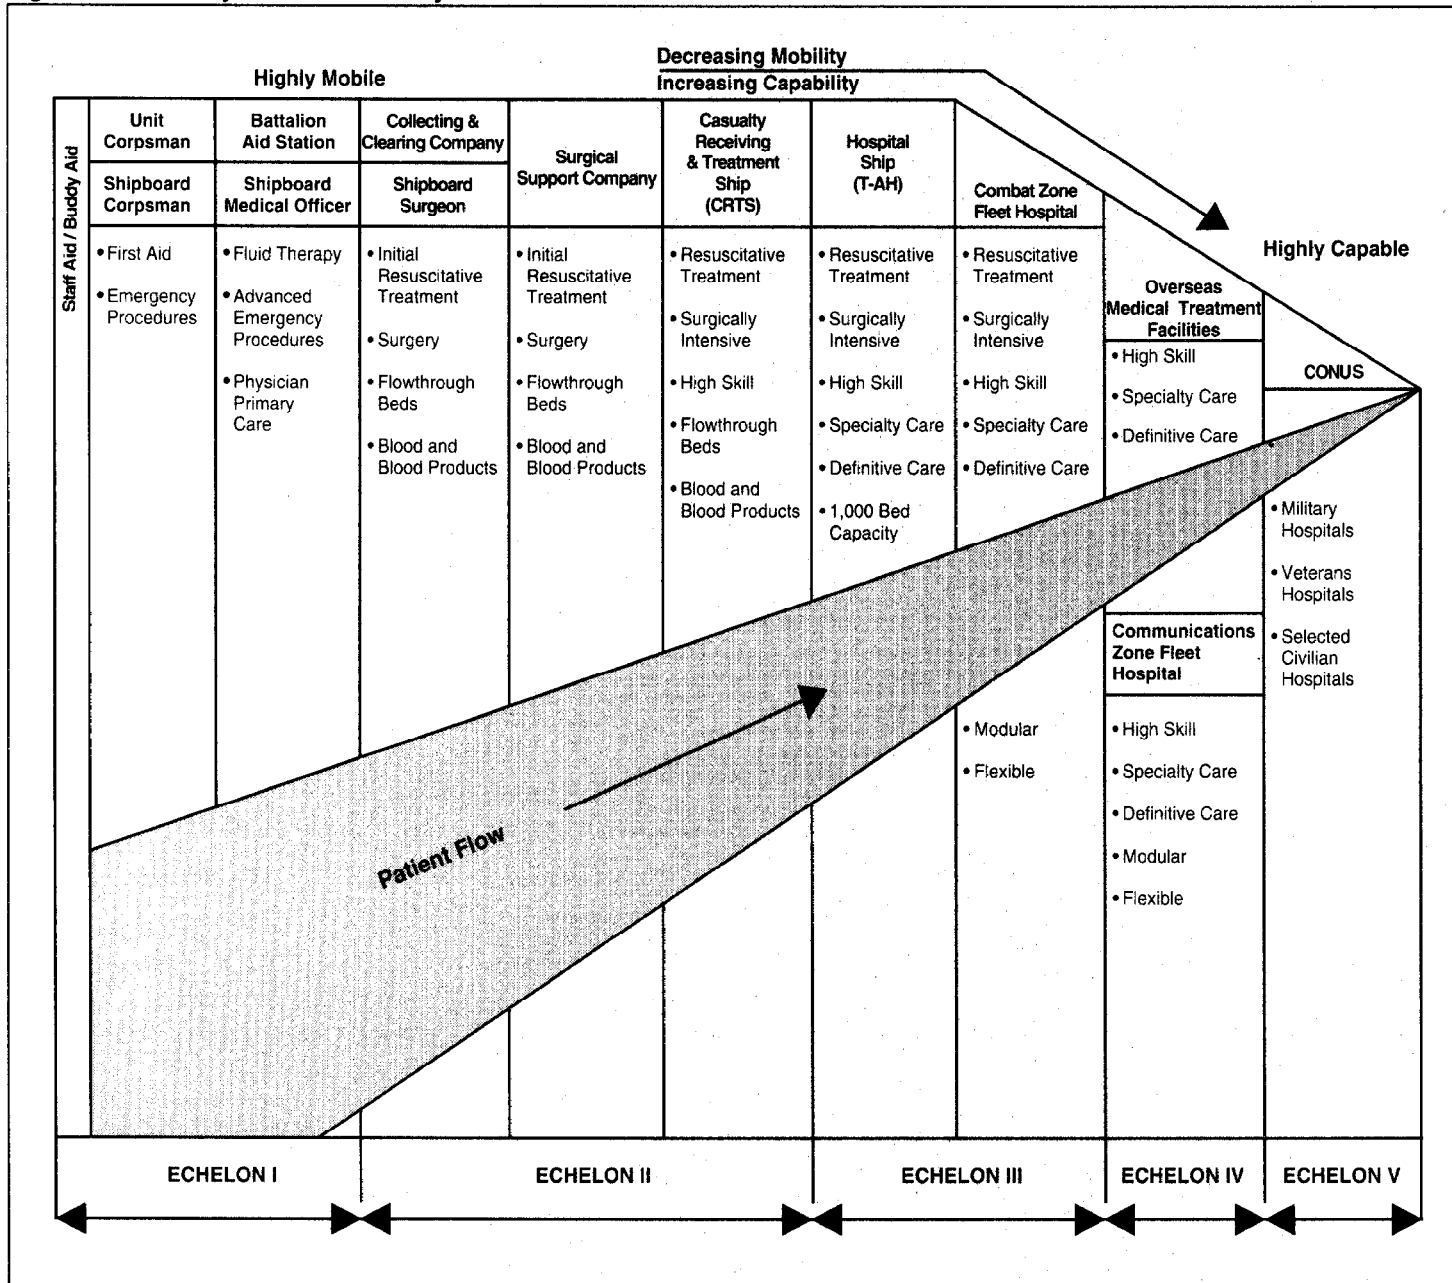 Decreasing Mobility
Increasing Capability
Highly Mobile
Highly Capable
Staff Aid / Buddy Aid
Unit
Corpsman
Shipboard
Corpsman
• First Aid
• Emergency
Procedures
Battalion
Aid Station
Shipboard
Medical Officer
• Fluid Therapy
• Advanced
Emergency
Procedures
• Physician
Primary
Care
Collecting &
Clearing Company
Shipboard
Surgeon
• Initial
Resuscitative
Treatment
• Surgery
• Flowthrough
Beds
• Blood and
Blood Products
Surgical
Support Company
• Initial
Resuscitative
Treatment
• Surgery
• Flowthrough
Beds
• Blood and
Blood Products
Casualty
Receiving
& Treatment
Ship
(CRTS)
• Resuscitative
Treatment
• Surgically
Intensive
• High Skill
• Flowthrough
Beds
• Blood and
Blood Products
Hospital
Ship
(T-AH)
• Resuscitative
Treatment
• Surgically
Intensive
• High Skill
• Specialty Care
• Definitive Care
• 1,000 Bed
Capacity
Combat Zone
Fleet Hospital
• Resuscitative
Treatment
• Surgically
Intensive
• High Skill
• Specialty Care
• Definitive Care
• Modular
• Flexible
Overseas
Medical Treatment
Facilities
• High Skill
• Specialty Care
• Definitive Care
Communications
Zone Fleet
Hospital
• High Skill
• Specialty Care
• Definitive Care
• Modular
• Flexible
CONUS
• Military
Hospitals
• Veterans
Hospitals
• Selected
Civilian
Hospitals
Patient Flow
ECHELON I
ECHELON II
ECHELON III
ECHELON IV
ECHELON V